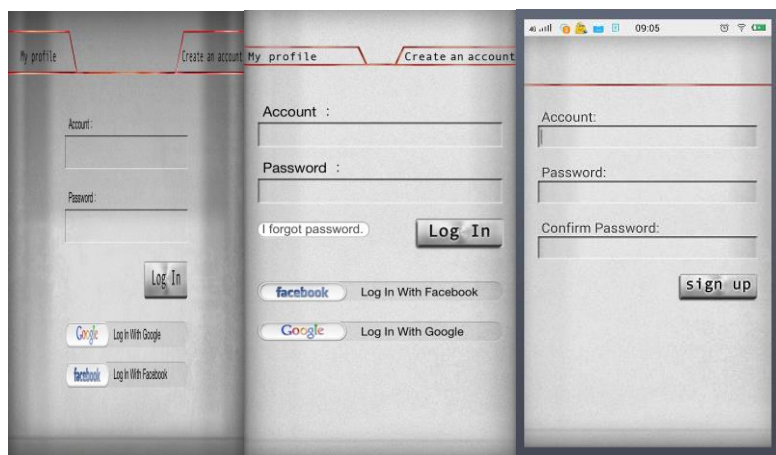 My profile
Create an account
Account :
Password :
Log In
Google Log In With Google
facebook Log In With Facebook
My profile
Create an account
Account :
Password :
I forgot password.
Log In
facebook Log In With Facebook
Google Log In With Google
09:05
Account:
Password:
Confirm Password:
sign up